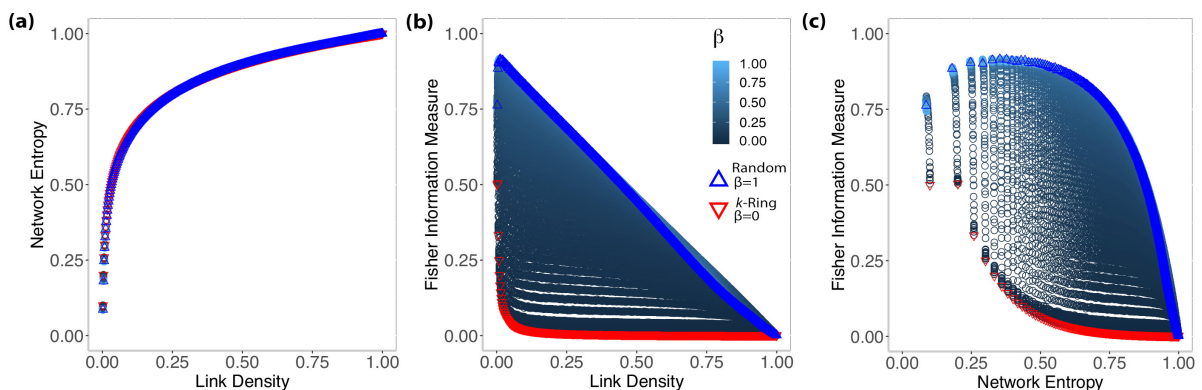 (a)
Network Entropy
1.00
0.75
0.50
0.25
0.00
0.00 0.25 0.50 0.75 1.00
Link Density
(b)
Fisher Information Measure
1.00
0.75
0.50
0.25
0.00
0.00 0.25 0.50 0.75 1.00
Link Density
β
1.00
0.75
0.50
0.25
0.00
Random
β=1
k-Ring
β=0
(c)
Fisher Information Measure
1.00
0.75
0.50
0.25
0.00
0.00 0.25 0.50 0.75 1.00
Network Entropy